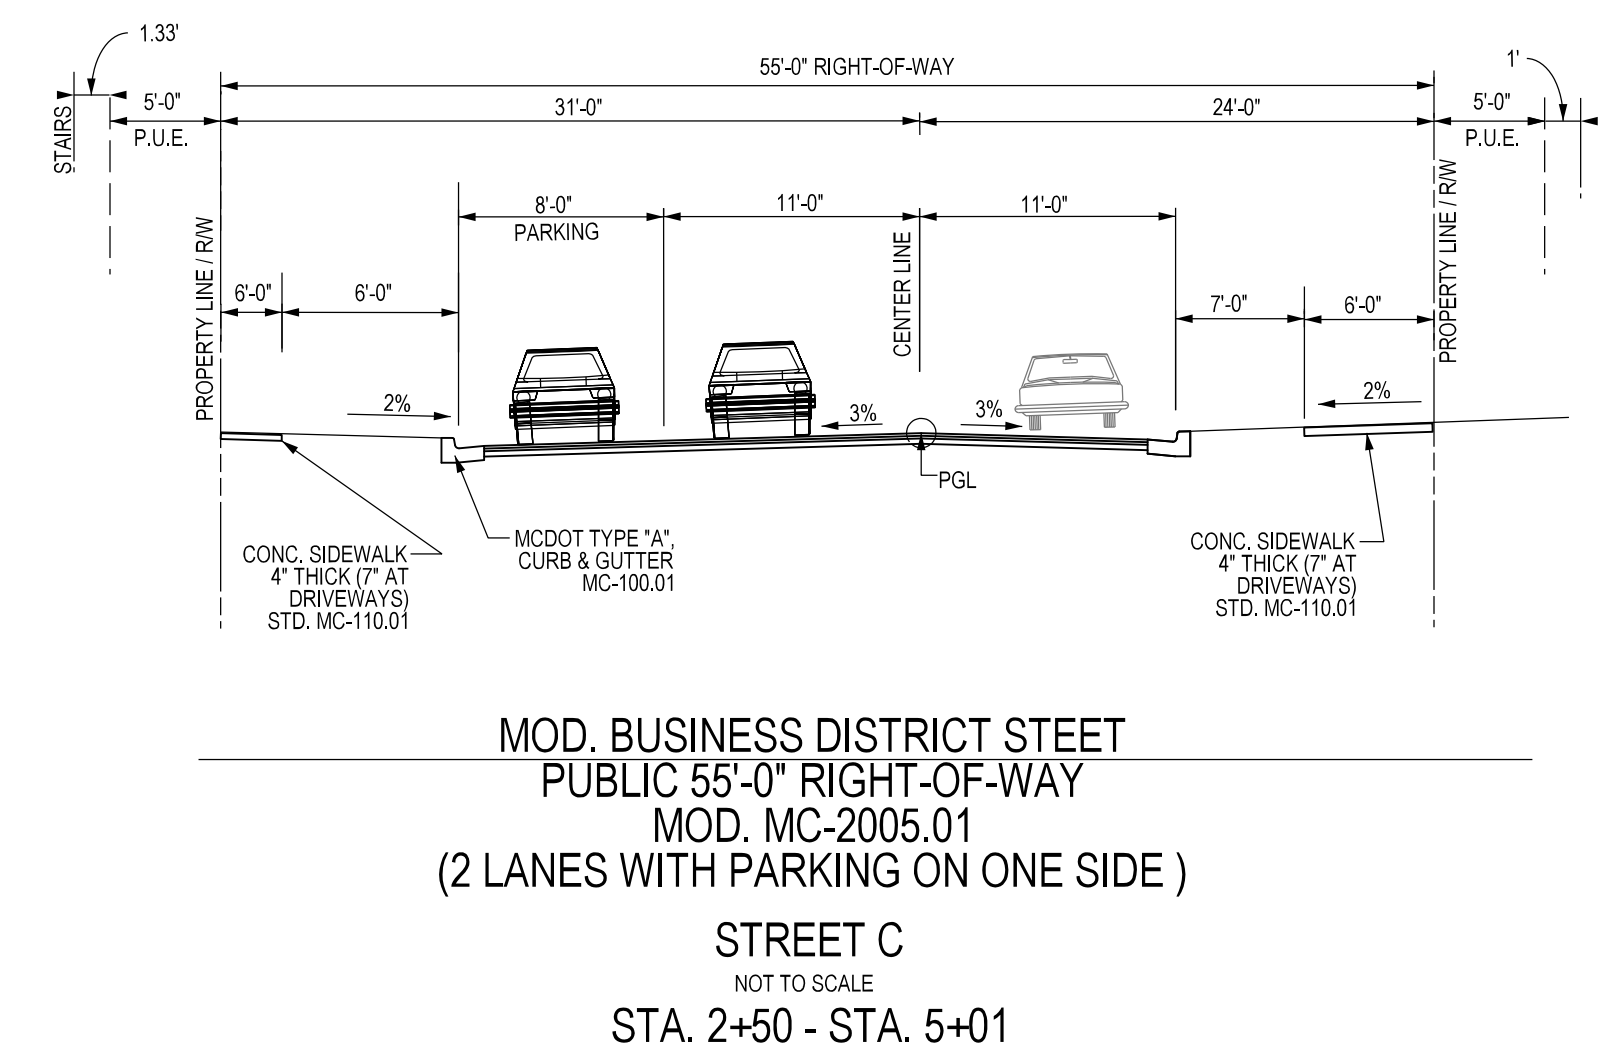 1.33'
1'
55'-0" RIGHT-OF-WAY
5'-0"
31'-0"
24'-0"
5'-0"
P.U.E.
P.U.E.
STAIRS
PROPERTY LINE / R/W
8'-0"
PARKING
11'-0"
11'-0"
CENTER LINE
PROPERTY LINE / R/W
6'-0"
6'-0"
7'-0"
6'-0"
2%
3%
3%
2%
PGL
CONC. SIDEWALK
4" THICK (7" AT
DRIVEWAYS)
STD. MC-110.01
MCDOT TYPE "A",
CURB & GUTTER
MC-100.01
CONC. SIDEWALK
4" THICK (7" AT
DRIVEWAYS)
STD. MC-110.01
MOD. BUSINESS DISTRICT STEET
PUBLIC 55'-0" RIGHT-OF-WAY
MOD. MC-2005.01
(2 LANES WITH PARKING ON ONE SIDE )
STREET C
NOT TO SCALE
STA. 2+50 - STA. 5+01